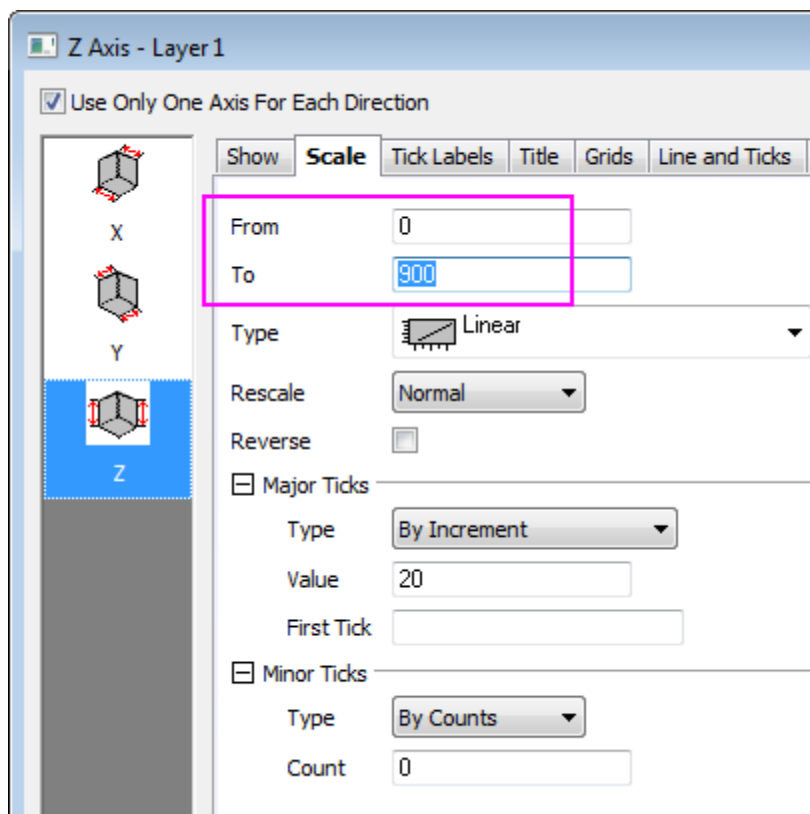 Z Axis - Layer 1
Use Only One Axis For Each Direction
X
Y
Z
Show Scale Tick Labels Title Grids Line and Ticks
From 0
To 900
Type Linear
Rescale Normal
Reverse
Major Ticks
Type By Increment
Value 20
First Tick
Minor Ticks
Type By Counts
Count 0